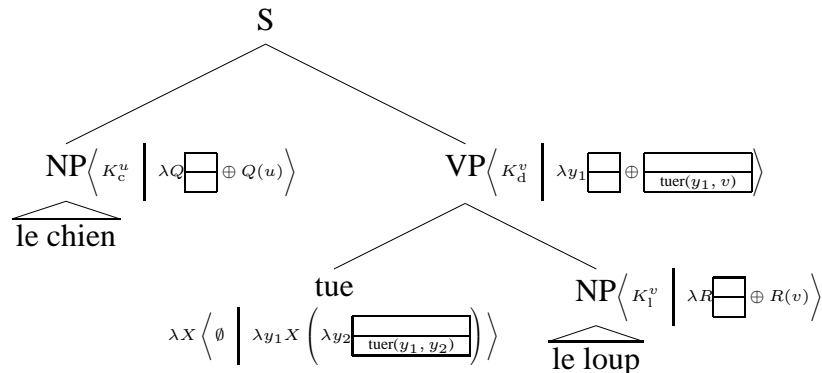 S
NP⟨K_c^u | λQ[ ] ⊕ Q(u)⟩ VP⟨K_d^v | λy₁[ ] ⊕ [tuer(y₁, v)]⟩
le chien
tue NP⟨K_l^v | λR[ ] ⊕ R(v)⟩
λX⟨∅ | λy₁X(λy₂[tuer(y₁, y₂)])⟩
le loup